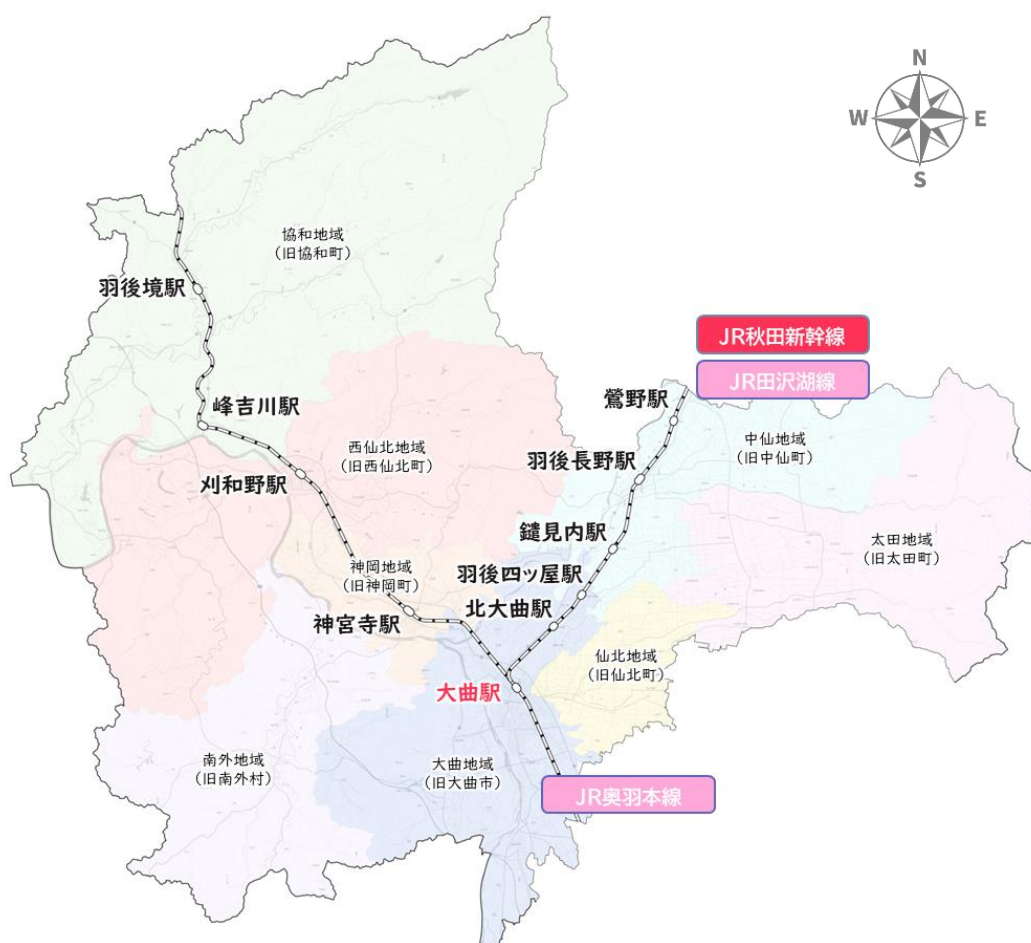 N
W
E
S
協和地域
(旧協和町)
羽後境駅
JR秋田新幹線
JR田沢湖線
鶯野駅
峰吉川駅
中仙地域
(旧中仙町)
西仙北地域
(旧西仙北町)
羽後長野駅
刈和野駅
鑓見内駅
太田地域
(旧太田町)
神岡地域
(旧神岡町)
羽後四ツ屋駅
北大曲駅
神宮寺駅
仙北地域
(旧仙北町)
大曲駅
南外地域
(旧南外村)
大曲地域
(旧大曲市)
JR奥羽本線